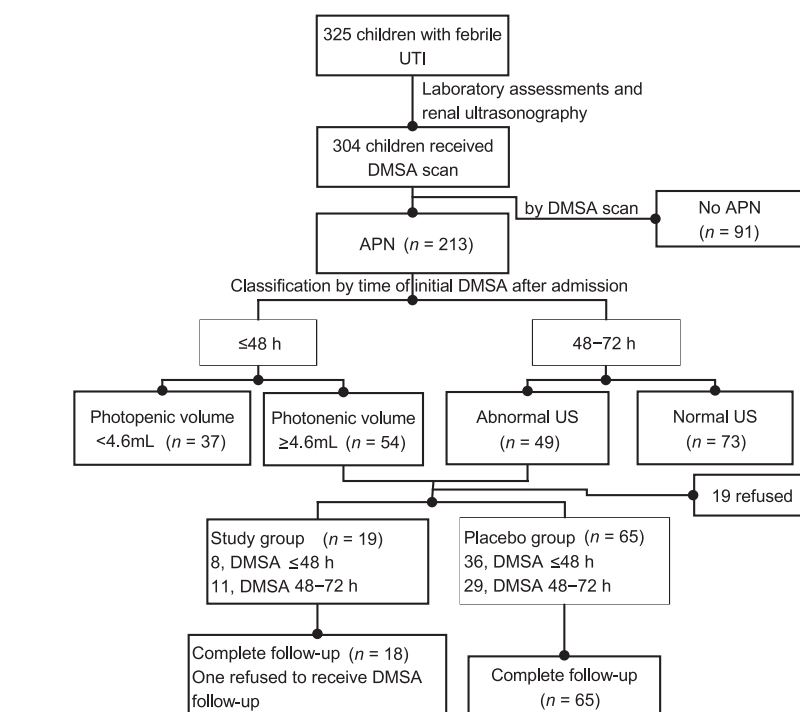 325 children with febrile
UTI
Laboratory assessments and
renal ultrasonography
304 children received
DMSA scan
by DMSA scan
No APN
(n = 91)
APN (n = 213)
Classification by time of initial DMSA after admission
≤48 h
48–72 h
Photopenic volume
<4.6mL (n = 37)
Photonenic volume
≥4.6mL (n = 54)
Abnormal US
(n = 49)
Normal US
(n = 73)
19 refused
Study group (n = 19)
8, DMSA ≤48 h
11, DMSA 48–72 h
Placebo group (n = 65)
36, DMSA ≤48 h
29, DMSA 48–72 h
Complete follow-up (n = 18)
One refused to receive DMSA
follow-up
Complete follow-up
(n = 65)